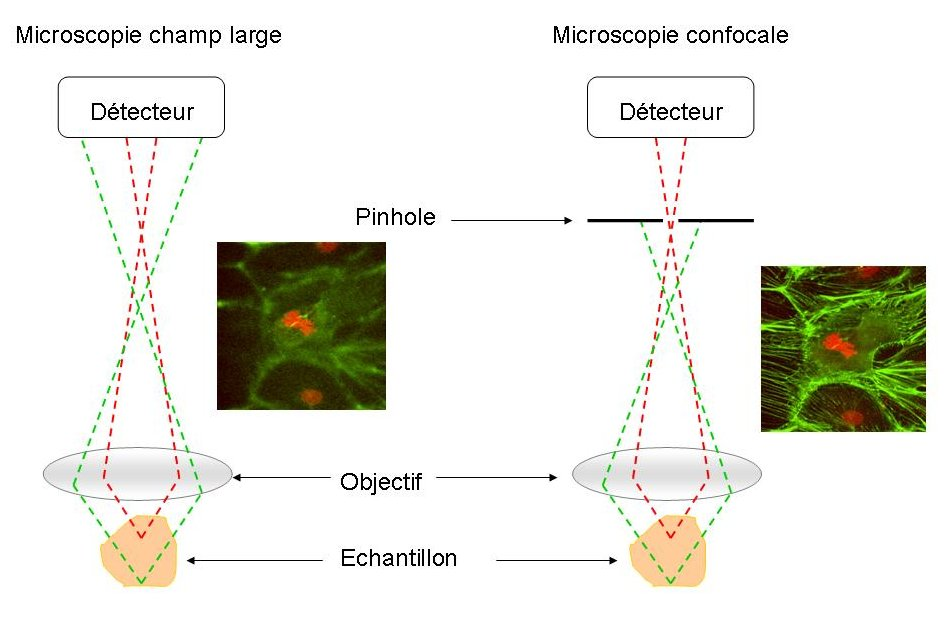 Microscopie champ large
Microscopie confocale
Détecteur
Détecteur
Pinhole
Objectif
Echantillon